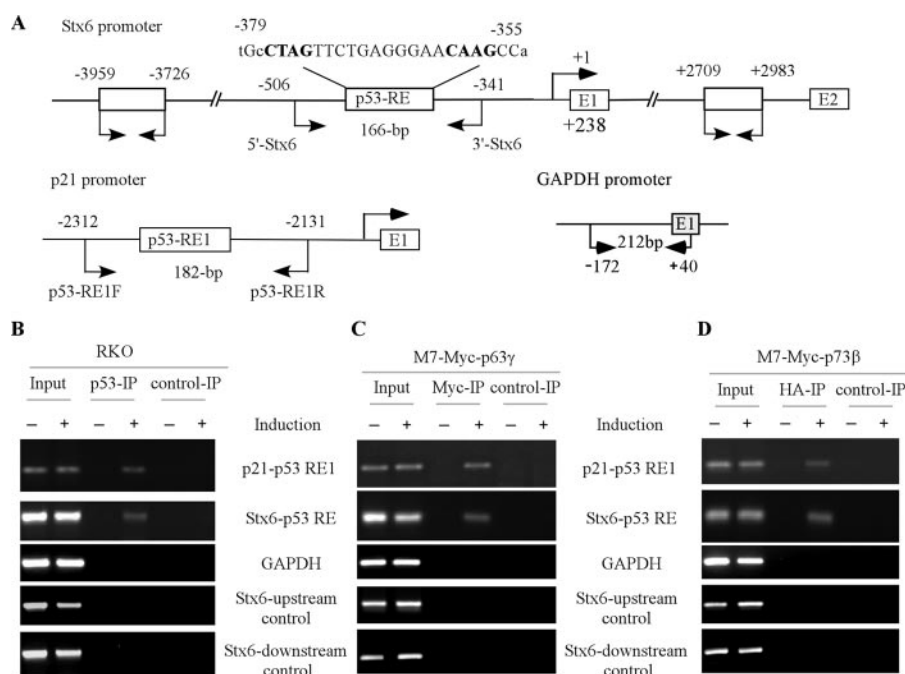 A
Stx6 promoter
-379
-355
tGcCTAGTTCTGAGGGAACAAGCCa
-3959
-3726
-506
p53-RE
-341
+1
E1
+2709
+2983
E2
166-bp
+238
5'-Stx6
3'-Stx6
p21 promoter
GAPDH promoter
-2312
p53-RE1
-2131
E1
182-bp
p53-RE1F
p53-RE1R
E1
212bp
-172
+40
B
RKO
Input p53-IP control-IP
– + – + – +
C
M7-Myc-p63γ
Input Myc-IP control-IP
– + – + – +
D
M7-Myc-p73β
Input HA-IP control-IP
– + – + – +
Induction
p21-p53 RE1
Stx6-p53 RE
GAPDH
Stx6-upstream
control
Stx6-downstream
control
Induction
p21-p53 RE1
Stx6-p53 RE
GAPDH
Stx6-upstream
control
Stx6-downstream
control